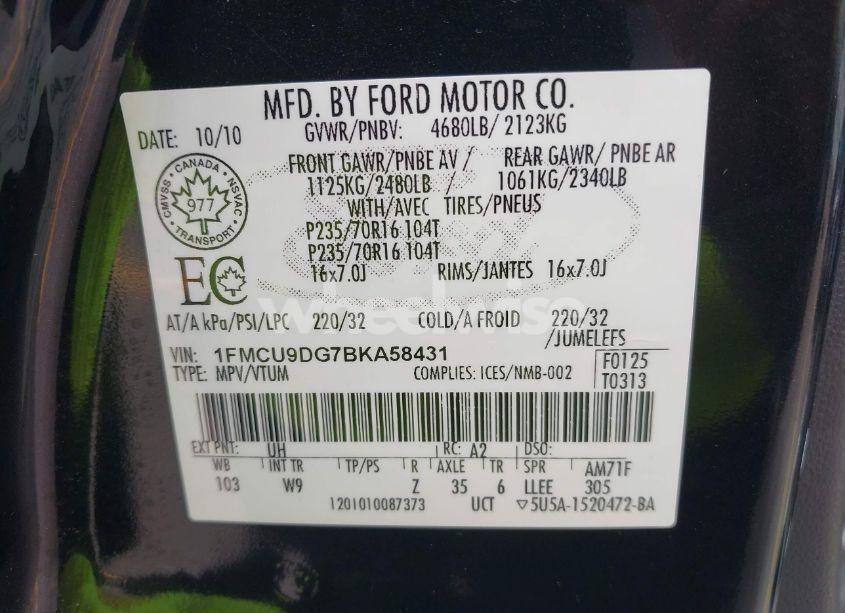 MFD. BY FORD MOTOR CO.
DATE: 10/10 GVWR/PNBV: 4680LB/ 2123KG
FRONT GAWR/PNBE AV / REAR GAWR/ PNBE AR
1125KG/2480LB / 1061KG/2340LB
WITH/AVEC TIRES/PNEUS
P235/70R16 104T
P235/70R16 104T
16x7.0J RIMS/JANTES 16x7.0J
CMVSS • CANADA • NSVAC • TRANSPORT •
977
EC
wheelwise
AT/A kPa/PSI/LPC 220/32 COLD/A FROID 220/32
/JUMELEFS
VIN: 1FMCU9DG7BKA58431 F0125
TYPE: MPV/VTUM COMPLIES: ICES/NMB-002 T0313
EXT PNT: UH RC: A2 DSO:
WB INT TR TP/PS R AXLE TR SPR AM71F
103 W9 Z 35 6 LLEE 305
1201010087373 UCT ▽5U5A-1520472-BA